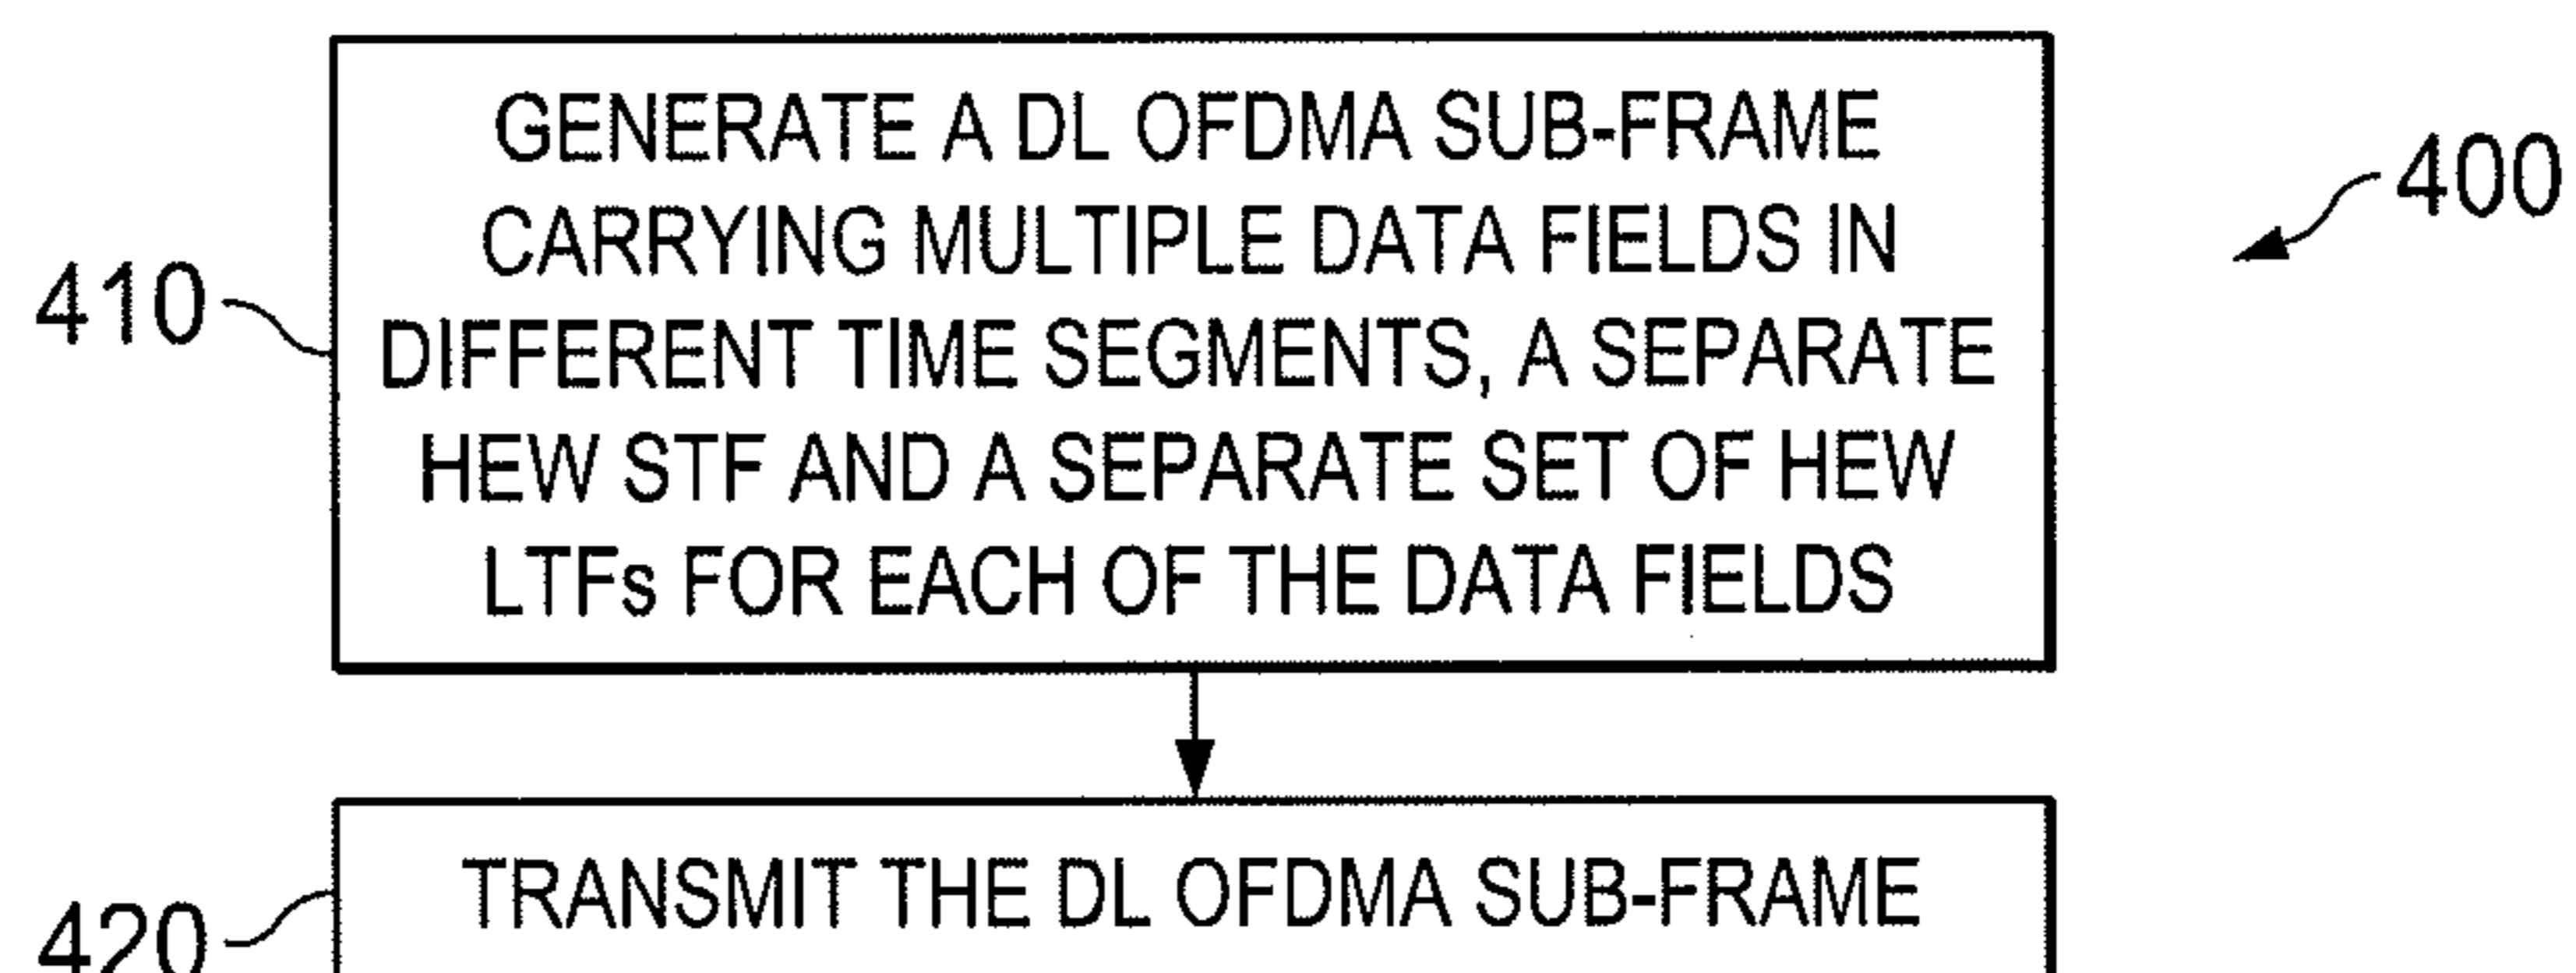 GENERATE A DL OFDMA SUB-FRAME
CARRYING MULTIPLE DATA FIELDS IN
DIFFERENT TIME SEGMENTS, A SEPARATE
HEW STF AND A SEPARATE SET OF HEW
LTFs FOR EACH OF THE DATA FIELDS
400
410
TRANSMIT THE DL OFDMA SUB-FRAME
420